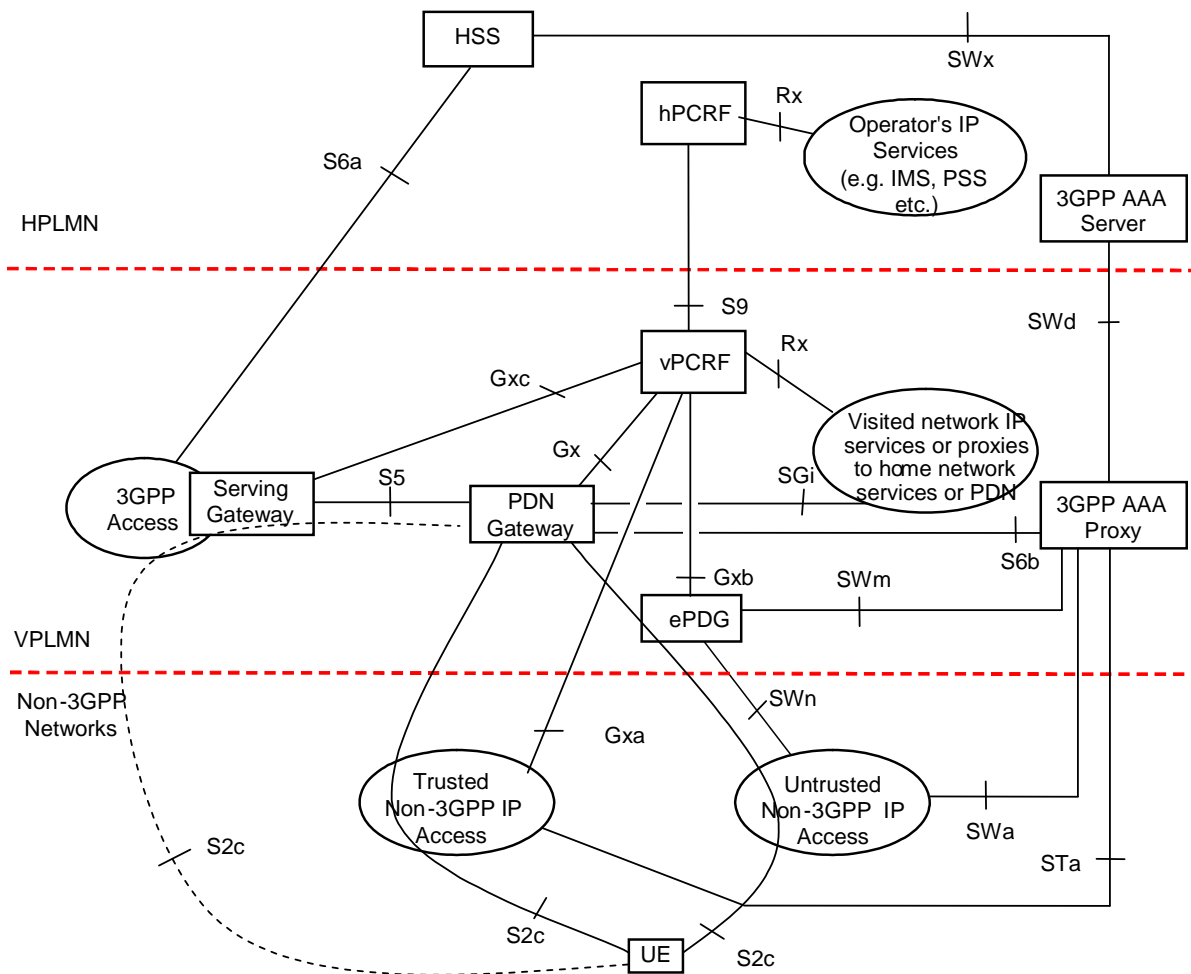 HSS
SWx
hPCRF
Rx
Operator's IP
Services
(e.g. IMS, PSS
etc.)
S6a
3GPP AAA
Server
HPLMN
S9
SWd
vPCRF
Rx
Gxc
Visited network IP
services or proxies
to home network
services or PDN
Gx
SGi
S5
3GPP
Access
Serving
Gateway
PDN
Gateway
3GPP AAA
Proxy
S6b
Gxb
SWm
ePDG
VPLMN
Non-3GPP
Networks
SWn
Gxa
Trusted
Non-3GPP IP
Access
Untrusted
Non-3GPP IP
Access
SWa
S2c
STa
S2c
S2c
UE